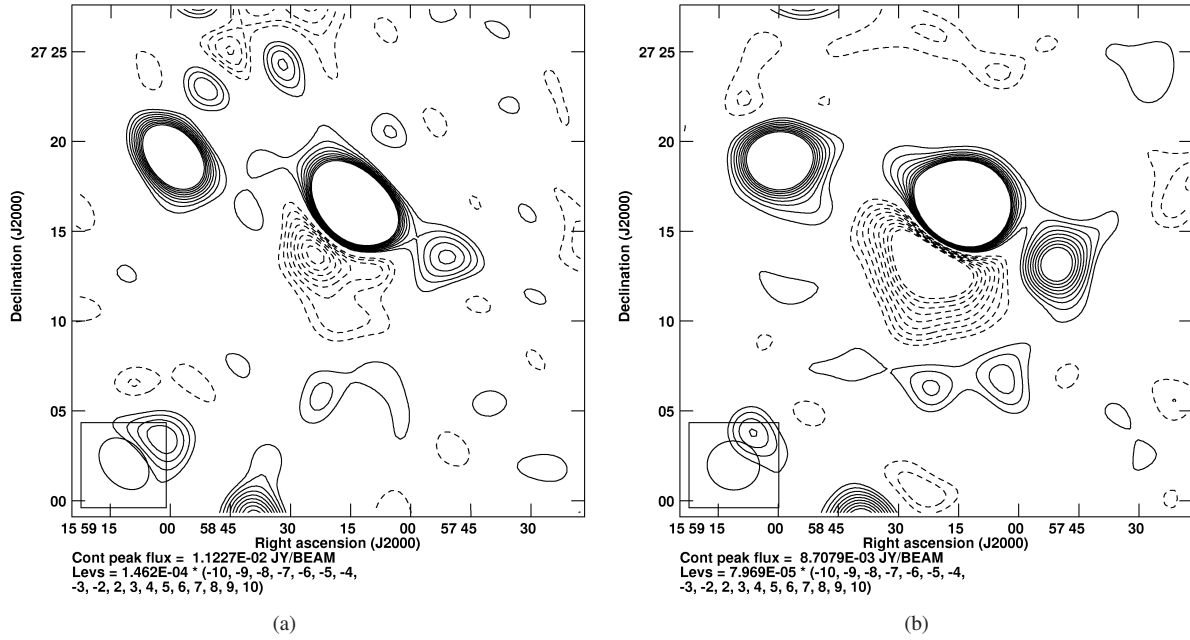 27 25
20
15
10
05
00
Declination (J2000)
15 59 15 00 58 45 30 15 00 57 45 30
Right ascension (J2000)
Cont peak flux = 1.1227E-02 JY/BEAM
Levs = 1.462E-04 * (-10, -9, -8, -7, -6, -5, -4,
-3, -2, 2, 3, 4, 5, 6, 7, 8, 9, 10)
(a)
27 25
20
15
10
05
00
Declination (J2000)
15 59 15 00 58 45 30 15 00 57 45 30
Right ascension (J2000)
Cont peak flux = 8.7079E-03 JY/BEAM
Levs = 7.969E-05 * (-10, -9, -8, -7, -6, -5, -4,
-3, -2, 2, 3, 4, 5, 6, 7, 8, 9, 10)
(b)